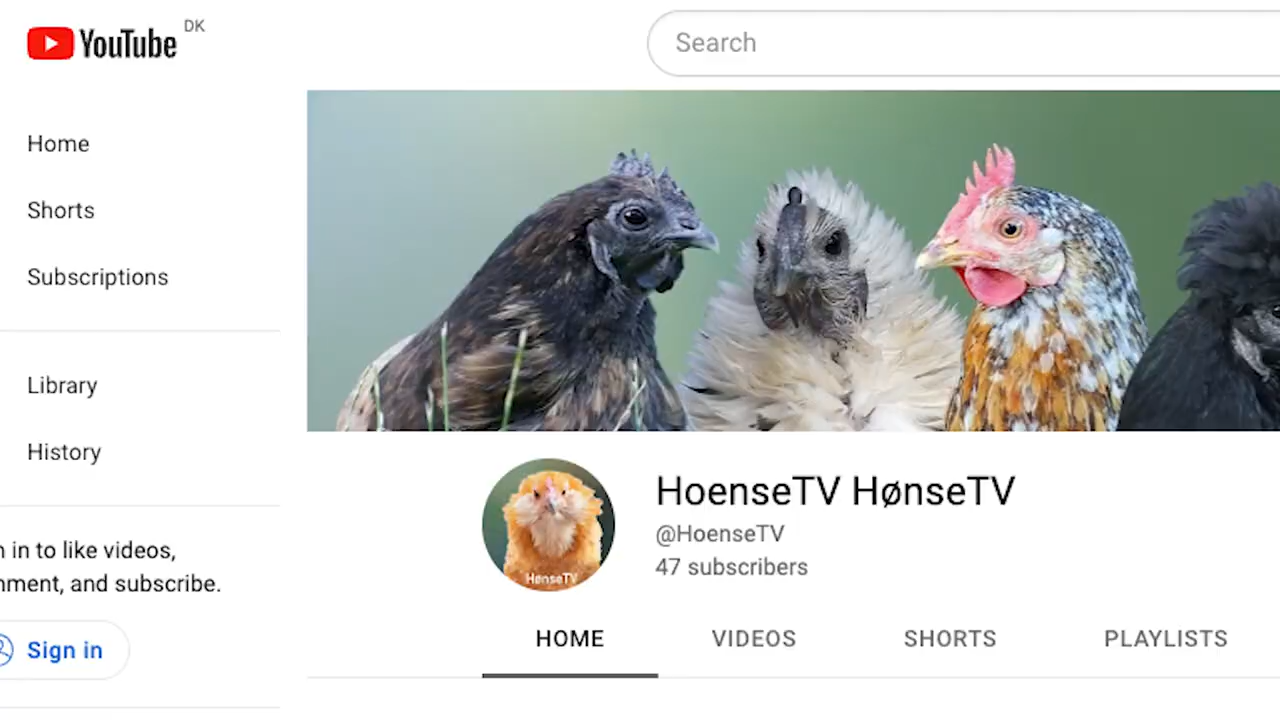 YouTube DK
Search
Home
Shorts
Subscriptions
Library
History
in to like videos,
and subscribe.
Sign in
HoenseTV HønseTV
@HoenseTV
47 subscribers
HønseTV
HOME VIDEOS SHORTS PLAYLISTS